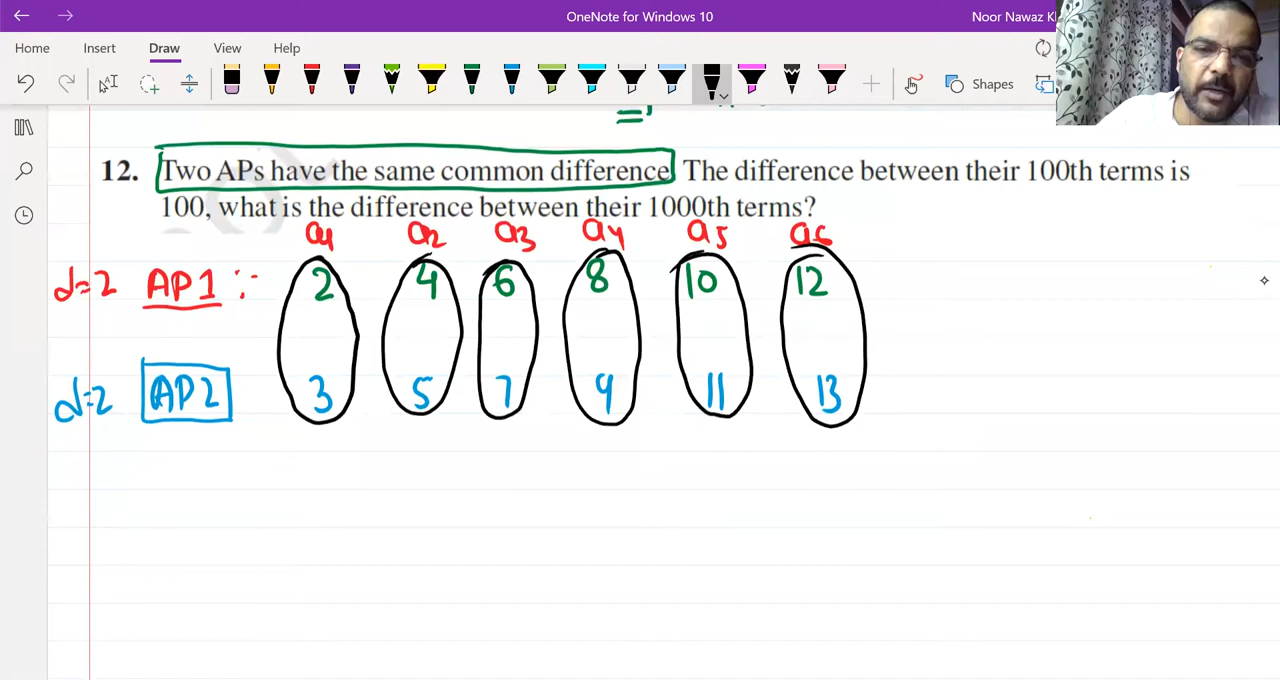 OneNote for Windows 10
Noor Nawaz K
Home Insert Draw View Help
Shapes
12. Two APs have the same common difference. The difference between their 100th terms is
100, what is the difference between their 1000th terms?
a1 a2 a3 a4 a5 a6
d=2 AP1 : 2 4 6 8 10 12
d=2 AP2 3 5 7 9 11 13